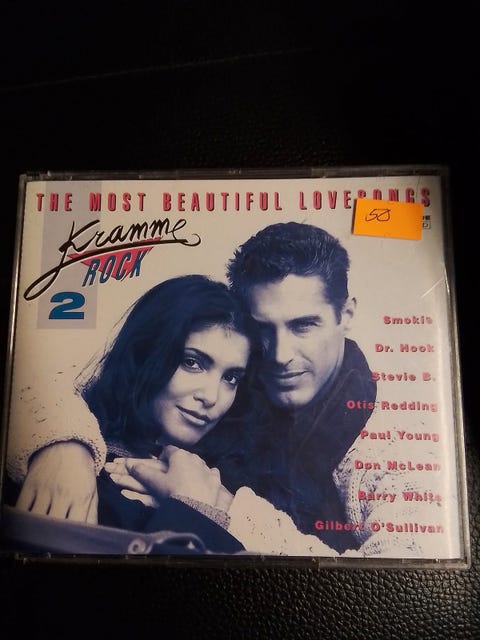 THE MOST BEAUTIFUL LOVESONGS
50
Kramme
ROCK
2
Smokie
Dr. Hook
Stevie B.
Otis Redding
Paul Young
Don McLean
Barry White
Gilbert O'Sullivan